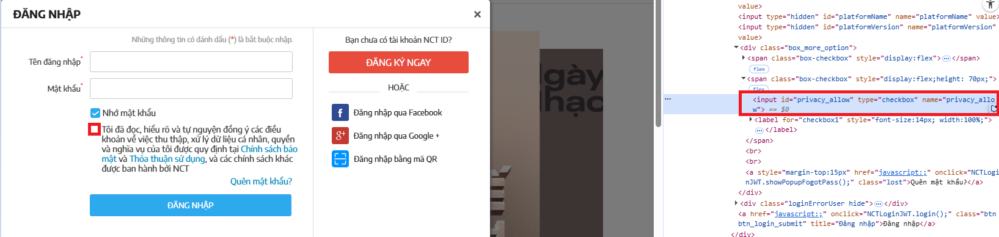 ĐĂNG NHẬP
×
Những thông tin có đánh dấu (*) là bắt buộc nhập.
Tên đăng nhập*
Mật khẩu*
Nhớ mật khẩu
Tôi đã đọc, hiểu rõ và tự nguyện đồng ý các điều
khoản về việc thu thập, xử lý dữ liệu cá nhân, quyền
và nghĩa vụ của tôi được quy định tại Chính sách bảo
mật và Thỏa thuận sử dụng, và các chính sách khác
được ban hành bởi NCT
Quên mật khẩu?
ĐĂNG NHẬP
Bạn chưa có tài khoản NCT ID?
ĐĂNG KÝ NGAY
HOẶC
f
Đăng nhập qua Facebook
g+
Đăng nhập qua Google +
Đăng nhập bằng mã QR
Igày
hạc
value>
<input type="hidden" id="platformName" name="platformName" value>
<input type="hidden" id="platformVersion" name="platformVersion"
value>
<div class="box_more_option">
<span class="box-checkbox" style="display:flex">…</span>
flex
<span class="box-checkbox" style="display:flex;height: 70px;">
flex
… <input id="privacy_allow" type="checkbox" name="privacy_allo
w"> == $0
<label for="checkbox1" style="font-size:14px; width:100%;">
…</label>
</span>
<br>
<br>
<a style="margin-top:15px" href="javascript:;" onclick="NCTLogi
nJWT.showPopupFogotPass();" class="lost">Quên mật khẩu?</a>
</div>
<div class="loginErrorUser hide">…</div>
<a href="javascript:;" onclick="NCTLoginJWT.login();" class="btn
btn_login_submit" title="Đăng nhập">Đăng nhập</a>
</div>